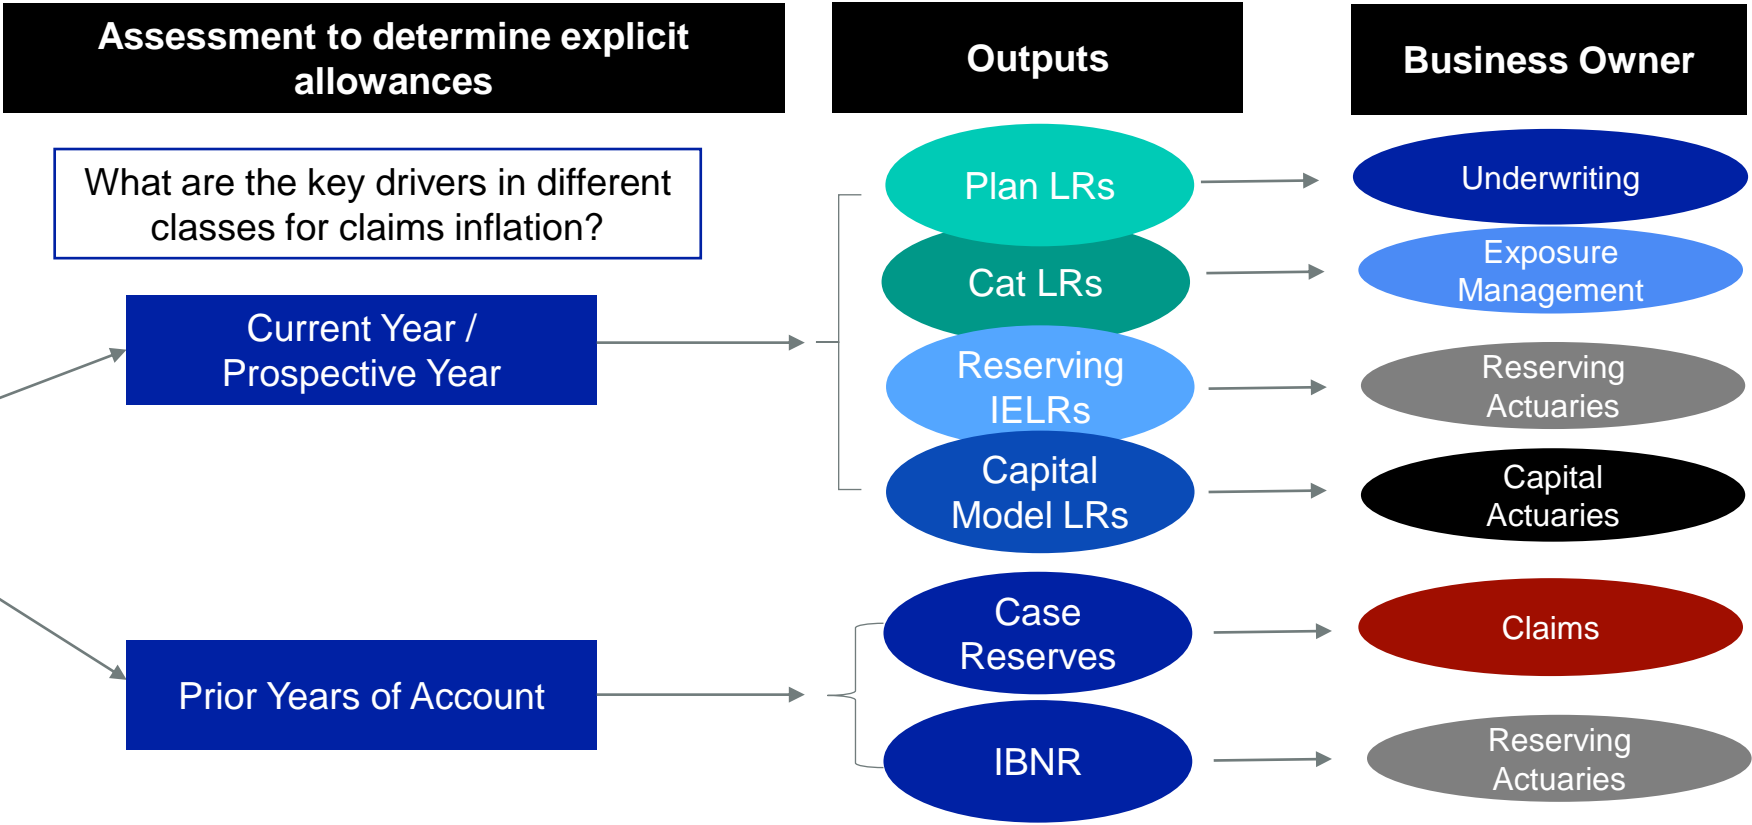 Assessment to determine explicit
allowances
Outputs
Business Owner
What are the key drivers in different
classes for claims inflation?
Current Year /
Prospective Year
Prior Years of Account
Plan LRs
Cat LRs
Reserving
IELRs
Capital
Model LRs
Case
Reserves
IBNR
Underwriting
Exposure
Management
Reserving
Actuaries
Capital
Actuaries
Claims
Reserving
Actuaries